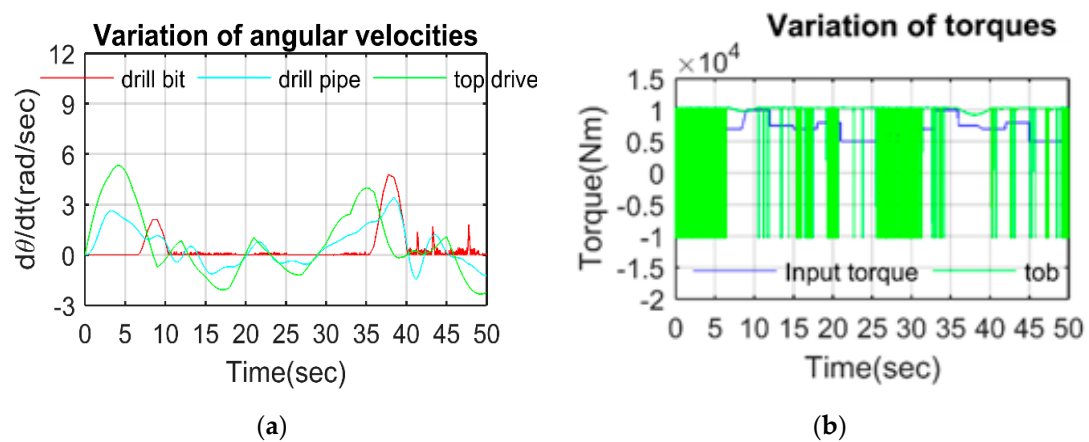 Variation of angular velocities
drill bit drill pipe top drive
dθ/dt(rad/sec)
12
9
6
3
0
-3
0 5 10 15 20 25 30 35 40 45 50
Time(sec)
(a)
Variation of torques
×10⁴
Torque(Nm)
1.5
1
0.5
0
-0.5
-1
-1.5
-2
Input torque tob
0 5 10 15 20 25 30 35 40 45 50
Time(sec)
(b)